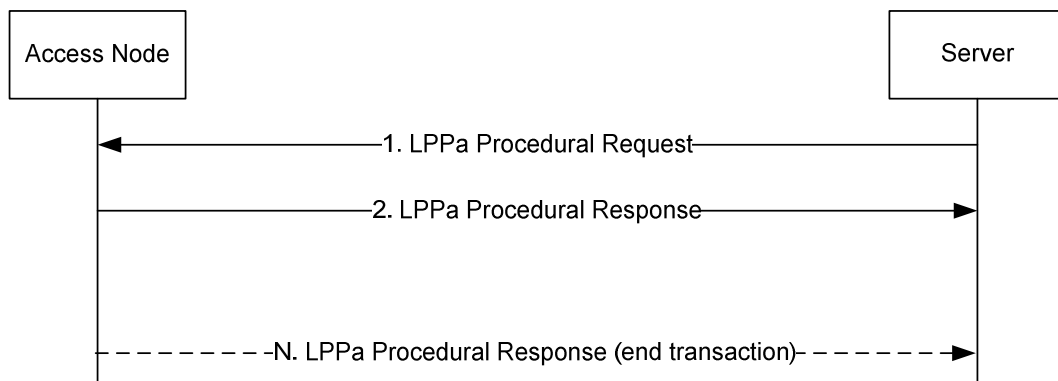 Access Node
Server
1. LPPa Procedural Request
2. LPPa Procedural Response
N. LPPa Procedural Response (end transaction)